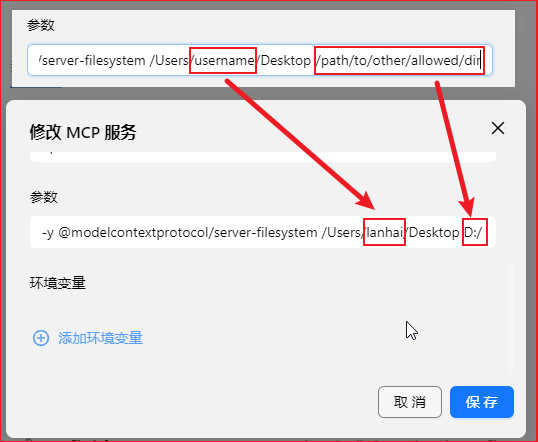 参数
/server-filesystem /Users/username/Desktop /path/to/other/allowed/dir
修改 MCP 服务
参数
-y @modelcontextprotocol/server-filesystem /Users/lanhai/Desktop D:/
环境变量
添加环境变量
取消
保存